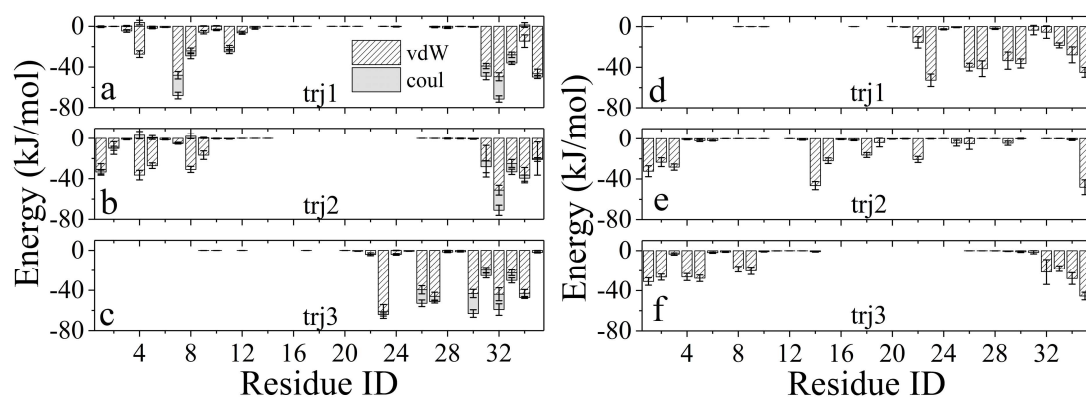 Energy (kJ/mol)
0
-40
-80
a
trj1
vdW
coul
0
-40
-80
b
trj2
0
-40
-80
c
trj3
4 8 12 16 20 24 28 32
Residue ID
Energy (kJ/mol)
0
-40
-80
d
trj1
0
-40
-80
e
trj2
0
-40
-80
f
trj3
4 8 12 16 20 24 28 32
Residue ID